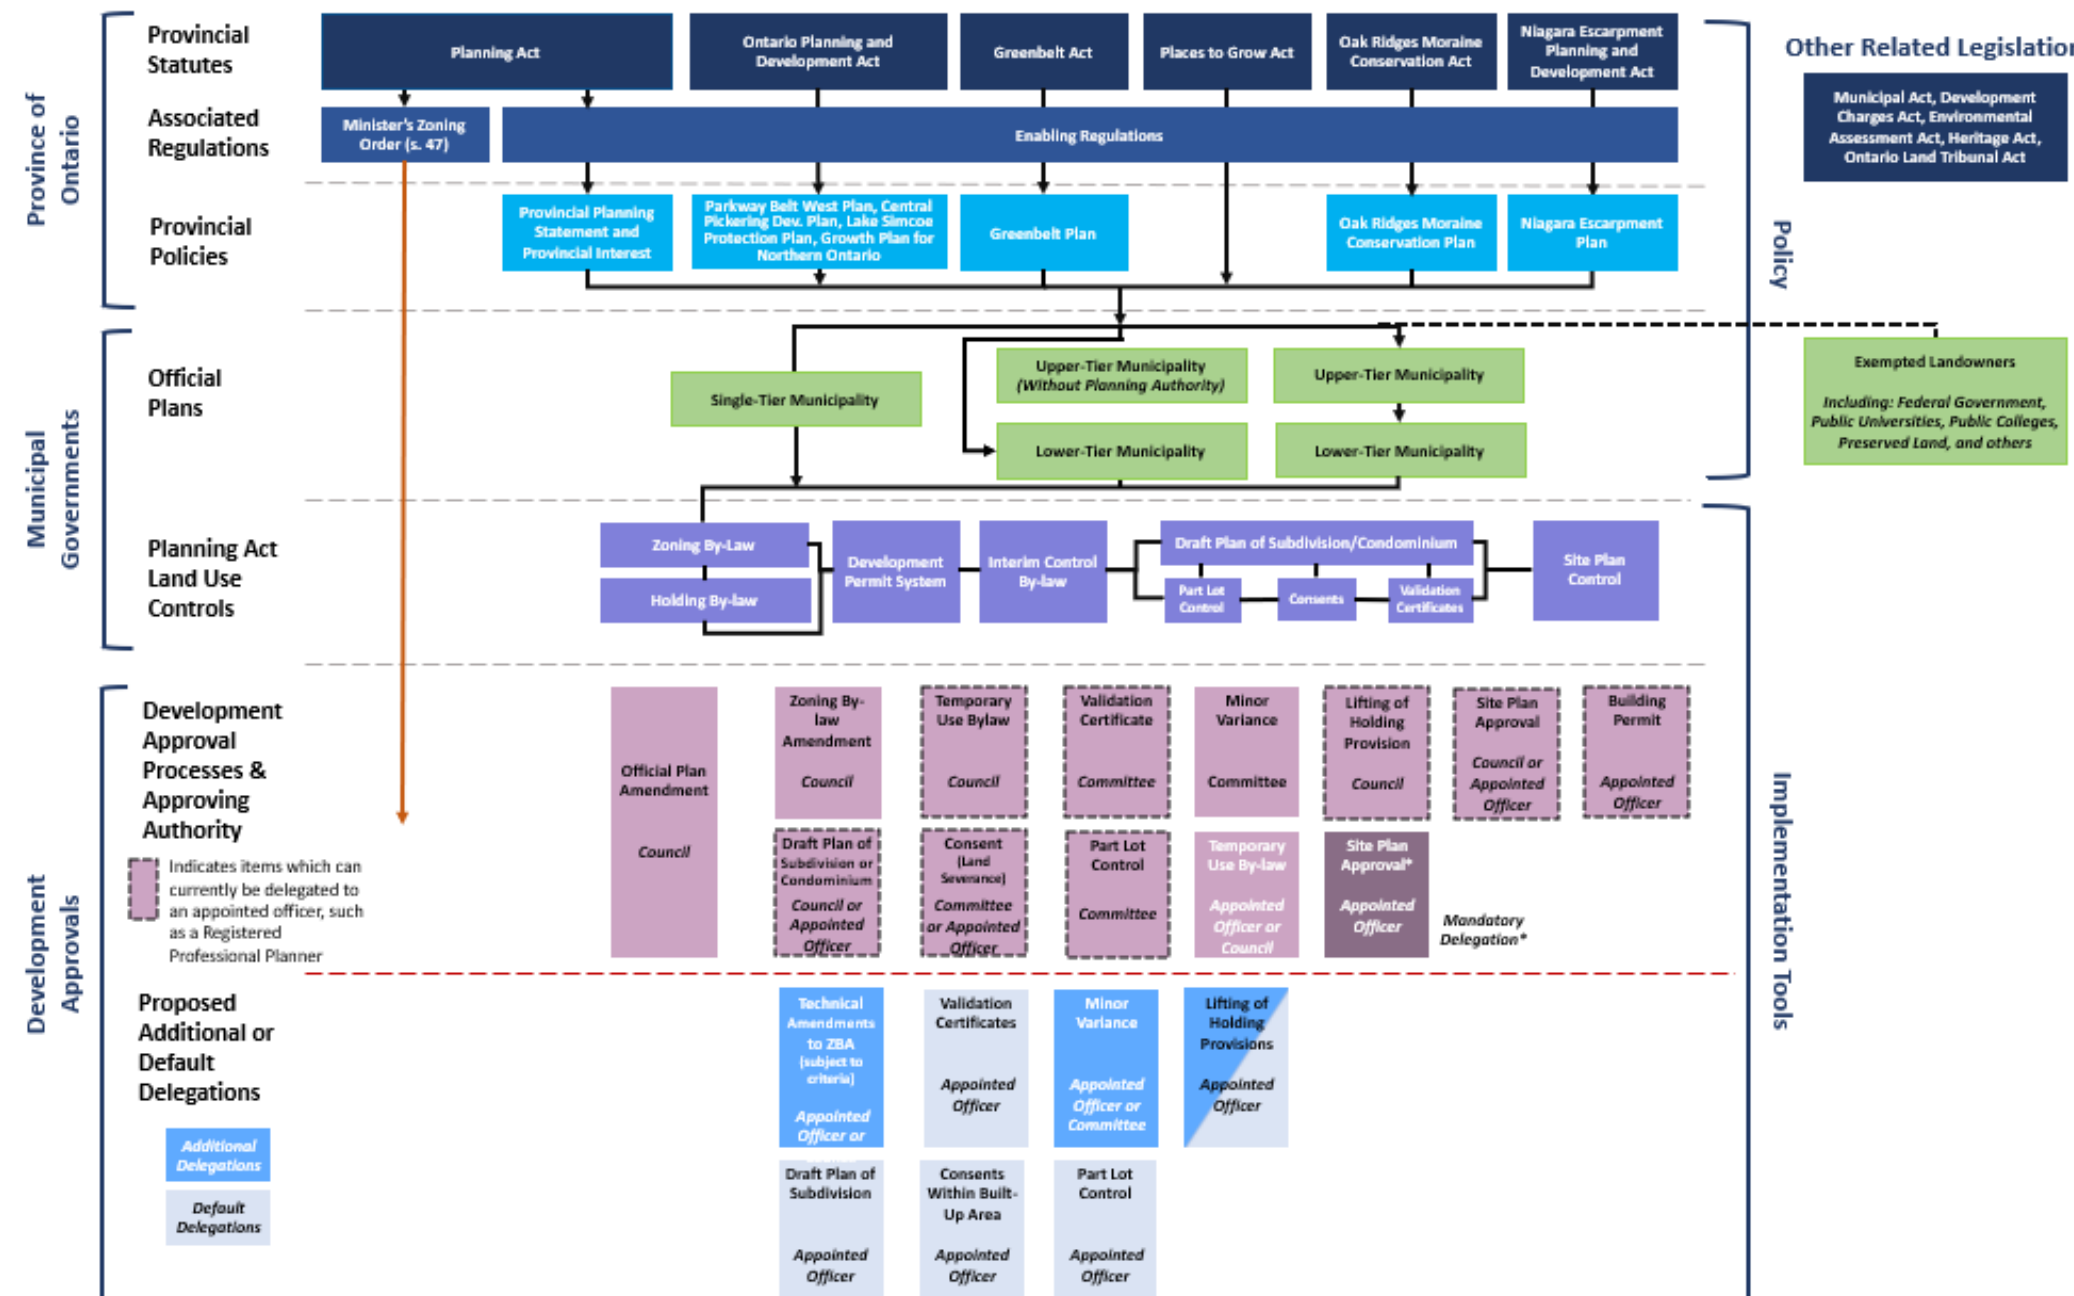 Province of
Ontario
Provincial
Statutes
Planning Act
Ontario Planning and
Development Act
Greenbelt Act
Places to Grow Act
Oak Ridges Moraine
Conservation Act
Niagara Escarpment
Planning and
Development Act
Other Related Legislation
Municipal Act, Development
Charges Act, Environmental
Assessment Act, Heritage Act,
Ontario Land Tribunal Act
Associated
Regulations
Minister's Zoning
Order (s. 47)
Enabling Regulations
Provincial
Policies
Provincial Planning
Statement and
Provincial Interest
Parkway Belt West Plan, Central
Pickering Dev. Plan, Lake Simcoe
Protection Plan, Growth Plan for
Northern Ontario
Greenbelt Plan
Oak Ridges Moraine
Conservation Plan
Niagara Escarpment
Plan
Policy
Municipal
Governments
Official
Plans
Single-Tier Municipality
Upper-Tier Municipality
(Without Planning Authority)
Lower-Tier Municipality
Upper-Tier Municipality
Lower-Tier Municipality
Exempted Landowners
Including: Federal Government,
Public Universities, Public Colleges,
Preserved Land, and others
Planning Act
Land Use
Controls
Zoning By-Law
Holding By-law
Development
Permit System
Interim Control
By-law
Draft Plan of Subdivision/Condominium
Part Lot
Control
Consents
Validation
Certificates
Site Plan
Control
Implementation Tools
Development
Approvals
Development
Approval
Processes &
Approving
Authority
Indicates items which can
currently be delegated to
an appointed officer, such
as a Registered
Professional Planner
Official Plan
Amendment
Council
Zoning By-
law
Amendment
Council
Temporary
Use Bylaw
Council
Validation
Certificate
Committee
Minor
Variance
Committee
Lifting of
Holding
Provision
Council
Site Plan
Approval
Council or
Appointed
Officer
Building
Permit
Appointed
Officer
Draft Plan of
Subdivision or
Condominium
Council or
Appointed
Officer
Consent
(Land
Severance)
Committee
or Appointed
Officer
Part Lot
Control
Committee
Temporary
Use By-law
Appointed
Officer or
Council
Site Plan
Approval*
Appointed
Officer
Mandatory
Delegation*
Proposed
Additional or
Default
Delegations
Additional
Delegations
Default
Delegations
Technical
Amendments
to ZBA
(subject to
criteria)
Appointed
Officer or
Validation
Certificates
Appointed
Officer
Minor
Variance
Appointed
Officer or
Committee
Lifting of
Holding
Provisions
Appointed
Officer
Draft Plan of
Subdivision
Appointed
Officer
Consents
Within Built-
Up Area
Appointed
Officer
Part Lot
Control
Appointed
Officer